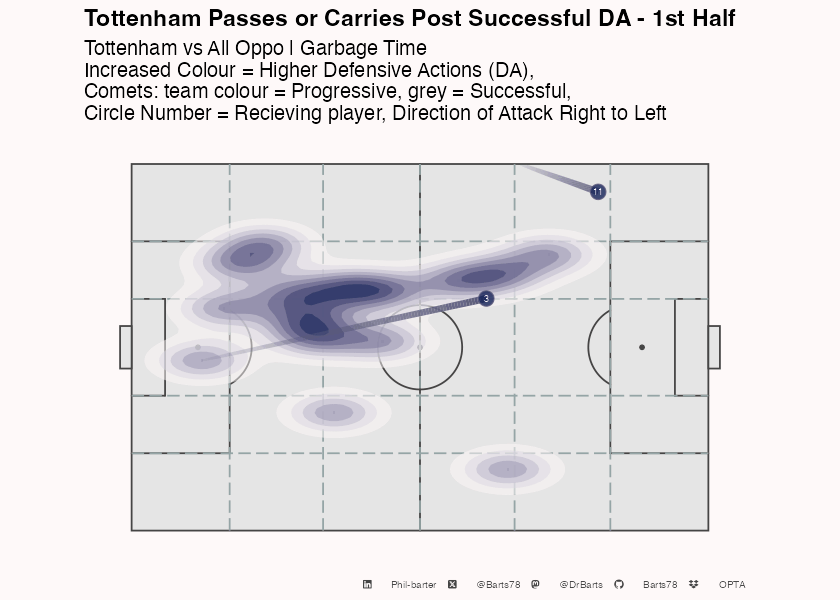 Tottenham Passes or Carries Post Successful DA - 1st Half
Tottenham vs All Oppo l Garbage Time
Increased Colour = Higher Defensive Actions (DA),
Comets: team colour = Progressive, grey = Successful,
Circle Number = Recieving player, Direction of Attack Right to Left
11
3
Phil-barter @Barts78 @DrBarts Barts78 OPTA